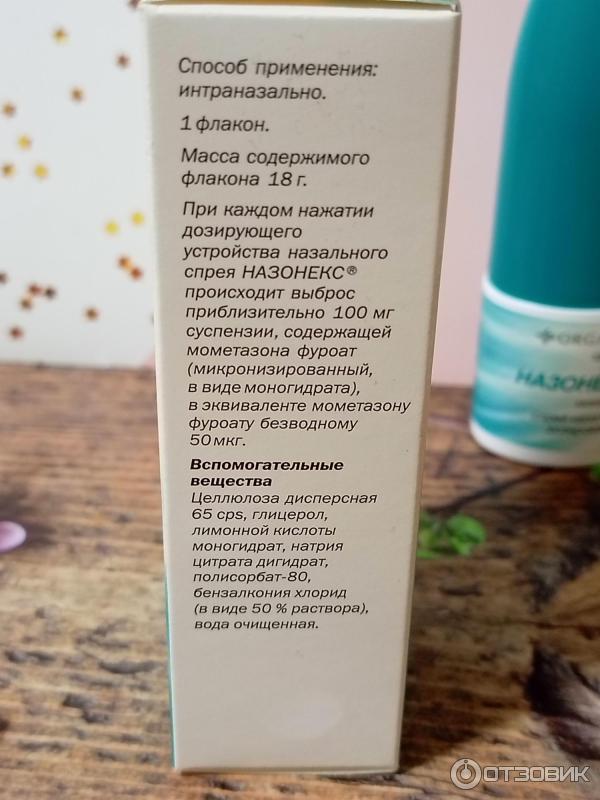 Способ применения:
интраназально.
1 флакон.
Масса содержимого
флакона 18 г.
При каждом нажатии
дозирующего
устройства назального
спрея НАЗОНЕКС®
происходит выброс
приблизительно 100 мг
суспензии, содержащей
мометазона фуроат
(микронизированный,
в виде моногидрата),
в эквиваленте мометазону
фуроату безводному
50 мкг.
Вспомогательные
вещества
Целлюлоза дисперсная
65 cps, глицерол,
лимонной кислоты
моногидрат, натрия
цитрата дигидрат,
полисорбат-80,
бензалкония хлорид
(в виде 50 % раствора),
вода очищенная.
ORGA
НАЗОНЕ
ОТЗОВИК